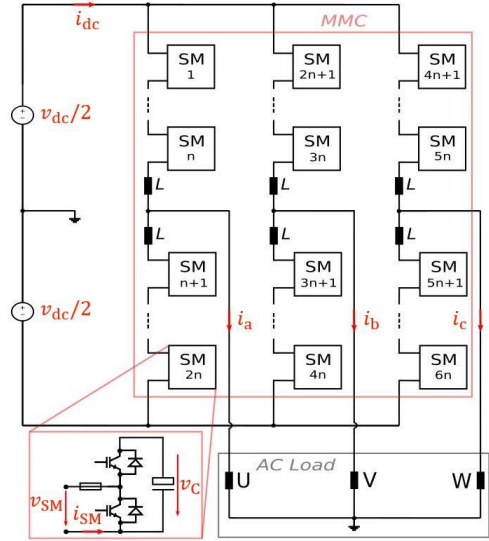 i_dc
MMC
SM 1
SM 2n+1
SM 4n+1
v_dc/2
SM n
SM 3n
SM 5n
L
L
L
L
L
L
SM n+1
SM 3n+1
SM 5n+1
v_dc/2
i_a
i_b
i_c
SM 2n
SM 4n
SM 6n
AC Load
U
V
W
v_C
v_SM
i_SM